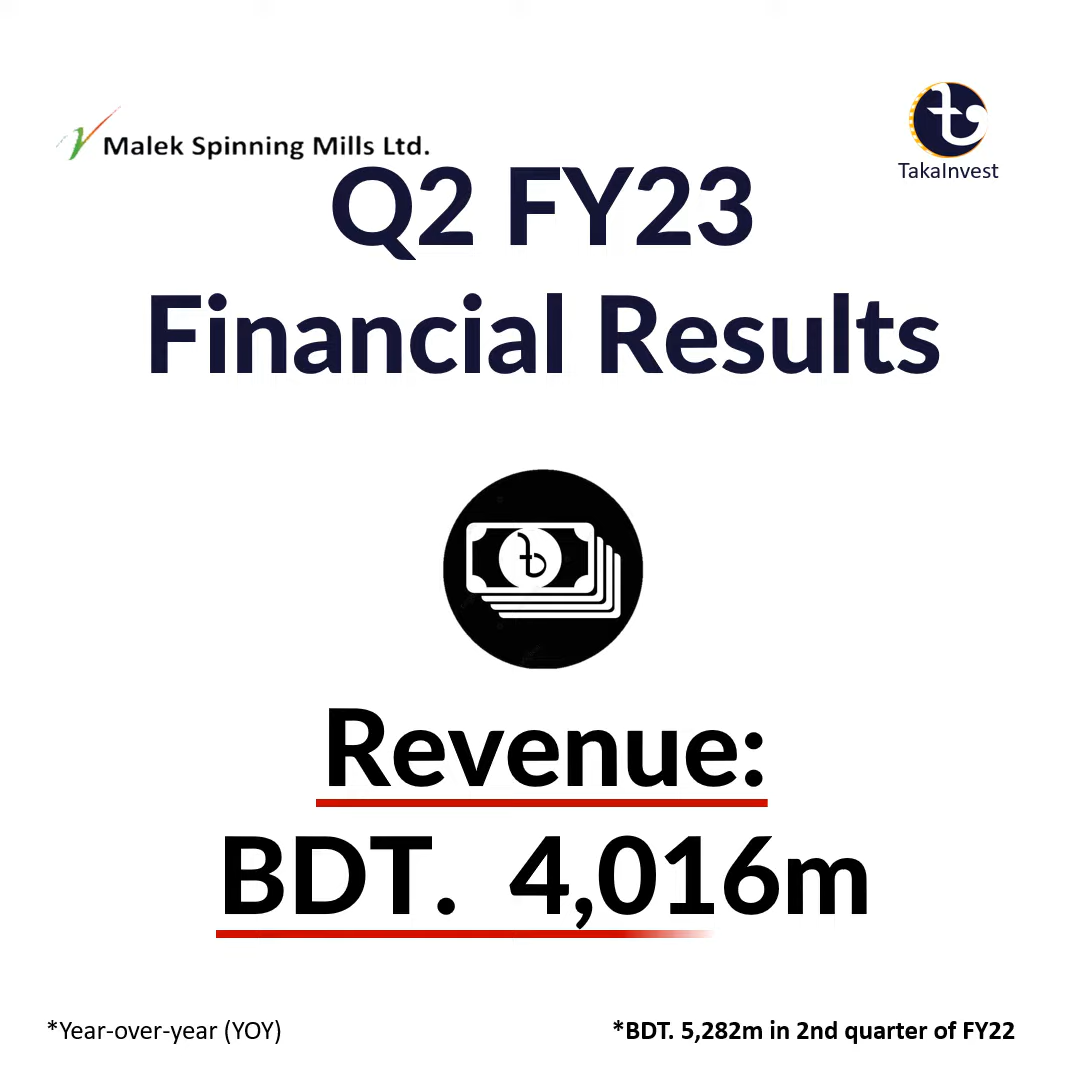 Malek Spinning Mills Ltd.
TakaInvest
Q2 FY23
Financial Results
Revenue:
BDT. 4,016m
*Year-over-year (YOY)
*BDT. 5,282m in 2nd quarter of FY22